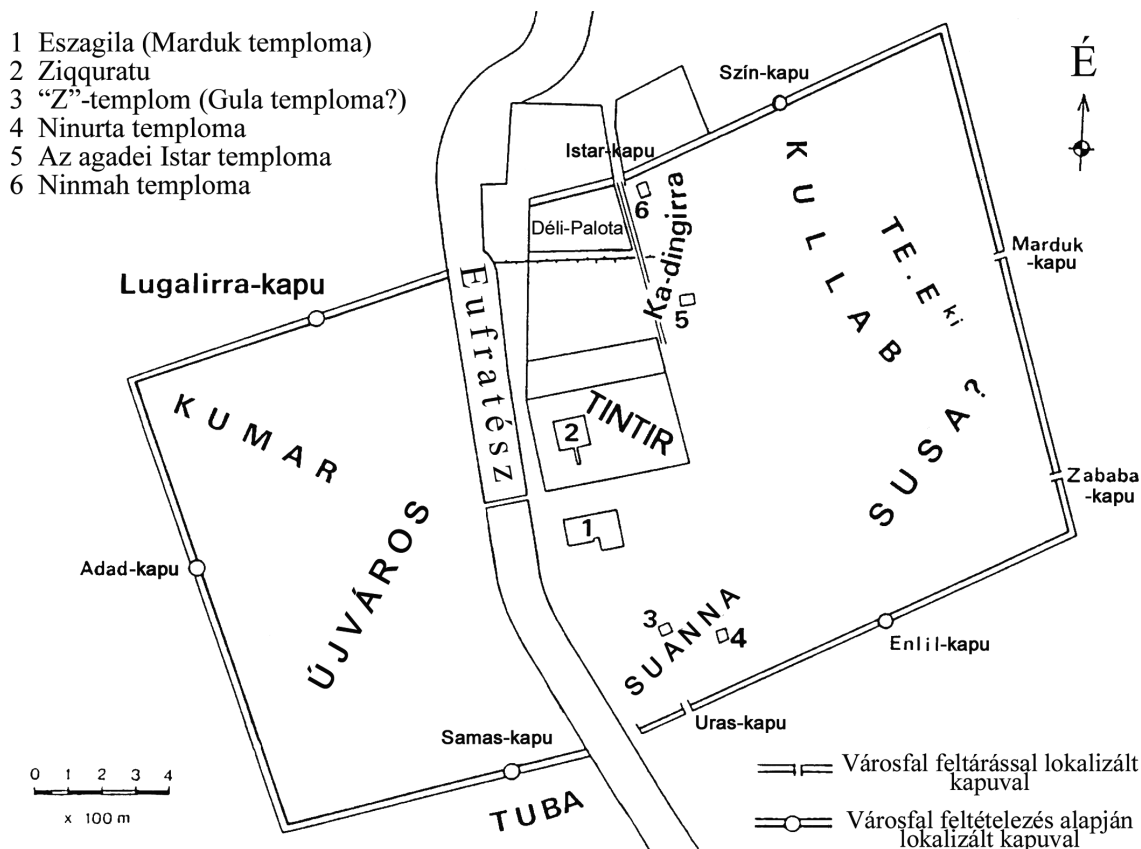 1 Eszagila (Marduk temploma)
2 Ziqquratu
3 “Z”-templom (Gula temploma?)
4 Ninurta temploma
5 Az agadei Istar temploma
6 Ninmah temploma
É
Szín-kapu
Istar-kapu
6
Déli-Palota
Ka-dingirra
KULLAB
TE.E ki
Marduk
-kapu
Lugalirra-kapu
Eufratész
5
KUMAR
TINTIR
2
SUSA?
Zababa
-kapu
1
Adad-kapu
ÚJVÁROS
3
SUANNA
4
Enlil-kapu
Uras-kapu
Samas-kapu
TUBA
0 1 2 3 4
x 100 m
Városfal feltárással lokalizált
kapuval
Városfal feltételezés alapján
lokalizált kapuval